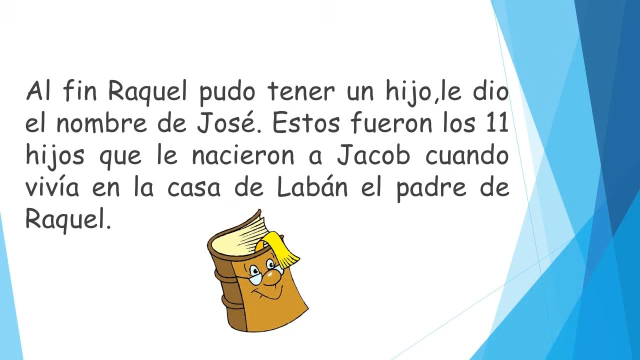 Al fin Raquel pudo tener un hijo,le dio
el nombre de José. Estos fueron los 11
hijos que le nacieron a Jacob cuando
vivía en la casa de Labán el padre de
Raquel.